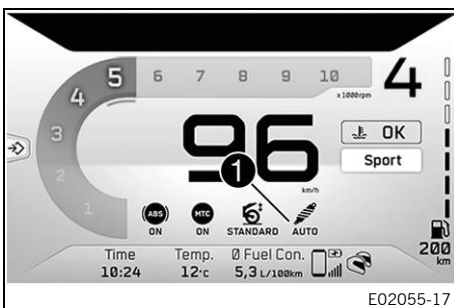 5 6 7 8 9 10 4
4 x 1000rpm
3 OK
96 Sport
2 1 km/h
1
ABS MTC
ON ON STANDARD AUTO
Time Temp. Ø Fuel Con. 200
10:24 12°C 5,3 L/100km km
E02055-17